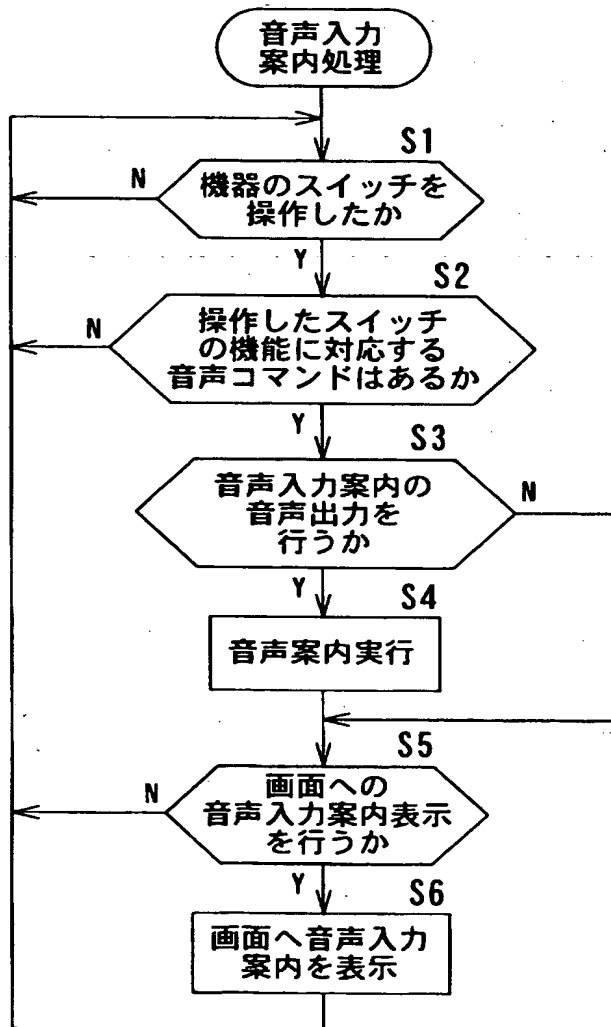 音声入力
案内処理
S1
機器のスイッチを
操作したか
N
Y
S2
操作したスイッチ
の機能に対応する
音声コマンドはあるか
N
Y
S3
音声入力案内の
音声出力を
行うか
N
Y
S4
音声案内実行
S5
画面への
音声入力案内表示
を行うか
N
Y
S6
画面へ音声入力
案内を表示